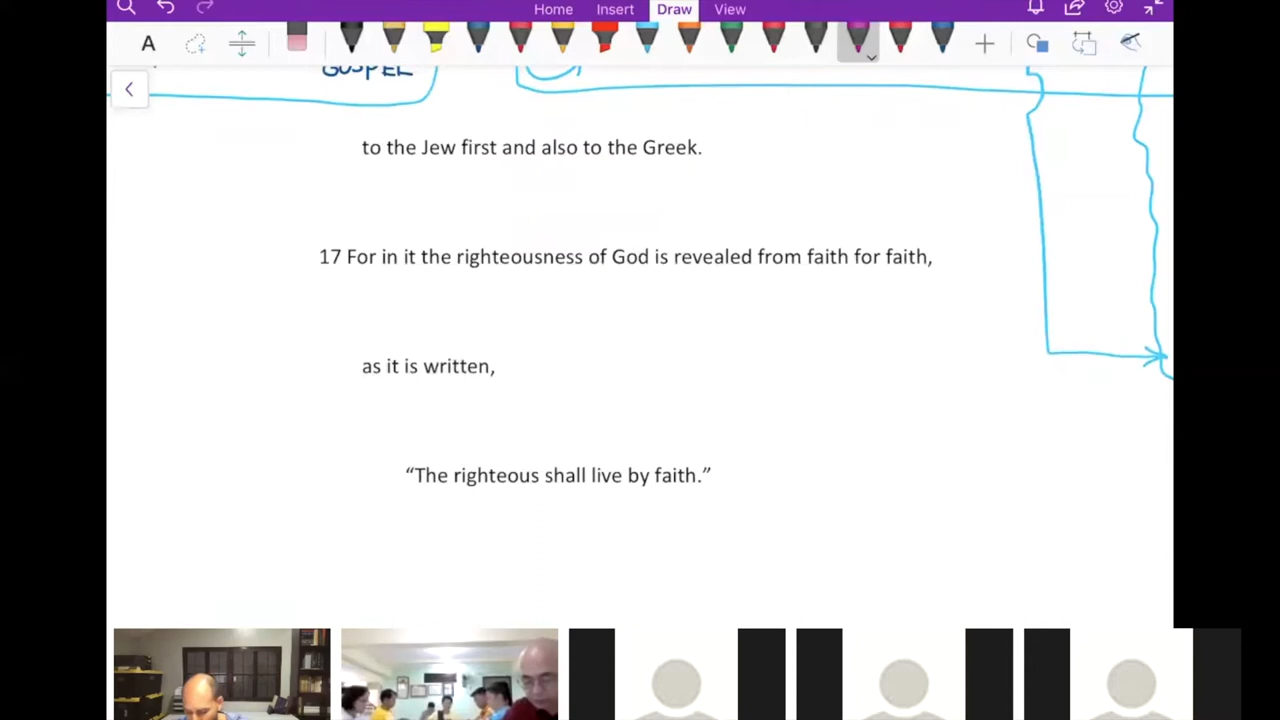 Home Insert Draw View
A
GOSPEL
to the Jew first and also to the Greek.
17 For in it the righteousness of God is revealed from faith for faith,
as it is written,
“The righteous shall live by faith.”